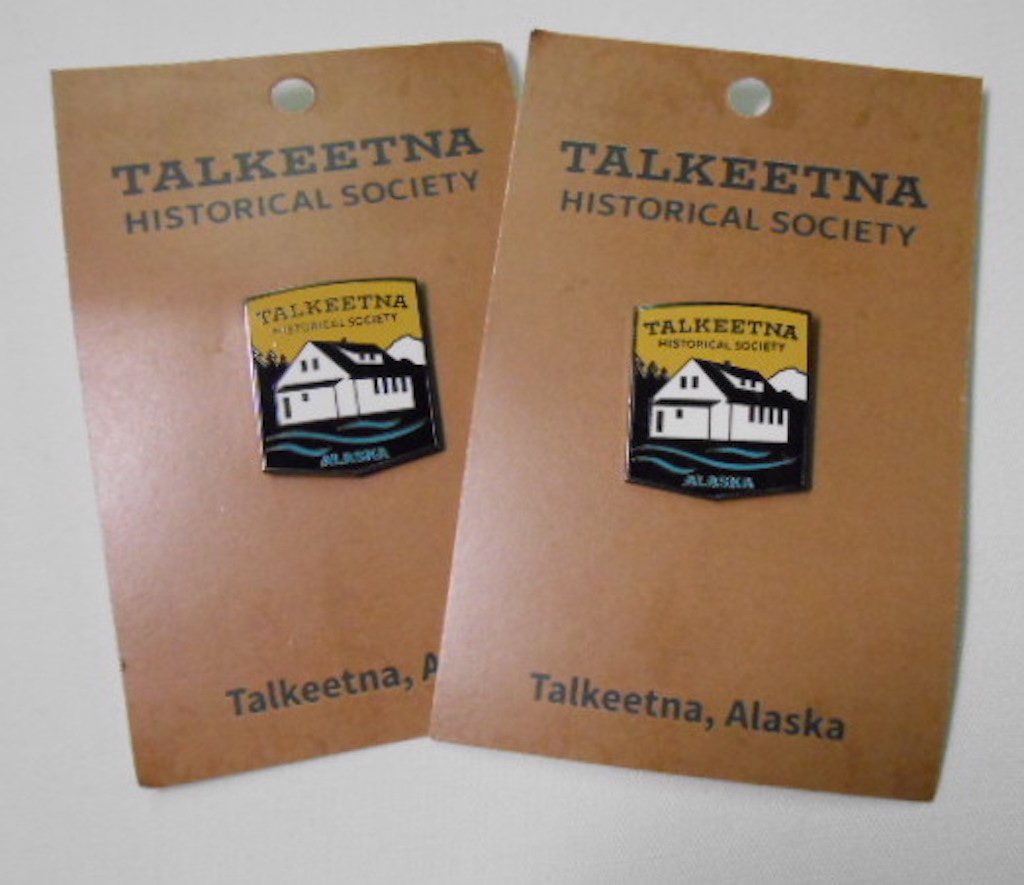 TALKEETNA
HISTORICAL SOCIETY
TALKEETNA
HISTORICAL SOCIETY
ALASKA
Talkeetna, A
TALKEETNA
HISTORICAL SOCIETY
TALKEETNA
HISTORICAL SOCIETY
ALASKA
Talkeetna, Alaska